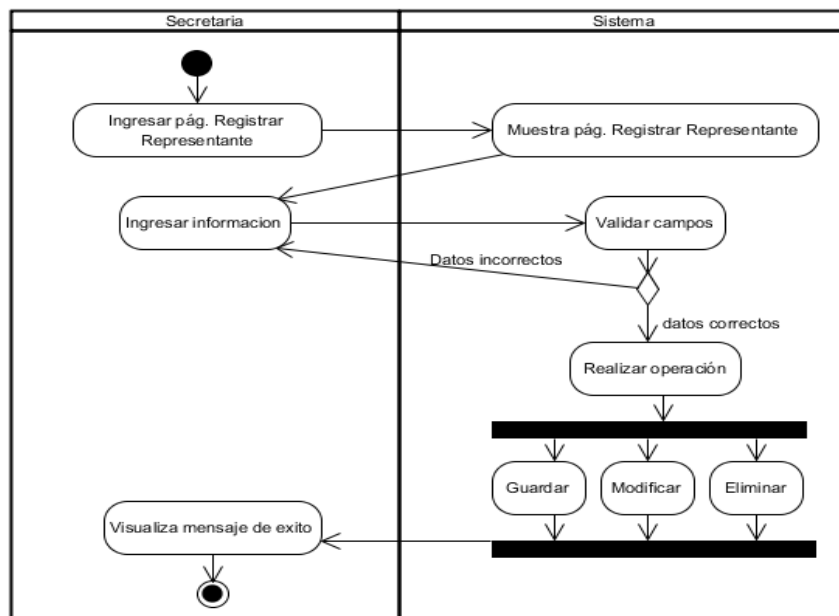 Secretaria
Sistema
Ingresar pág. Registrar
Representante
Muestra pág. Registrar Representante
Ingresar informacion
Validar campos
Datos incorrectos
datos correctos
Realizar operación
Guardar
Modificar
Eliminar
Visualiza mensaje de exito